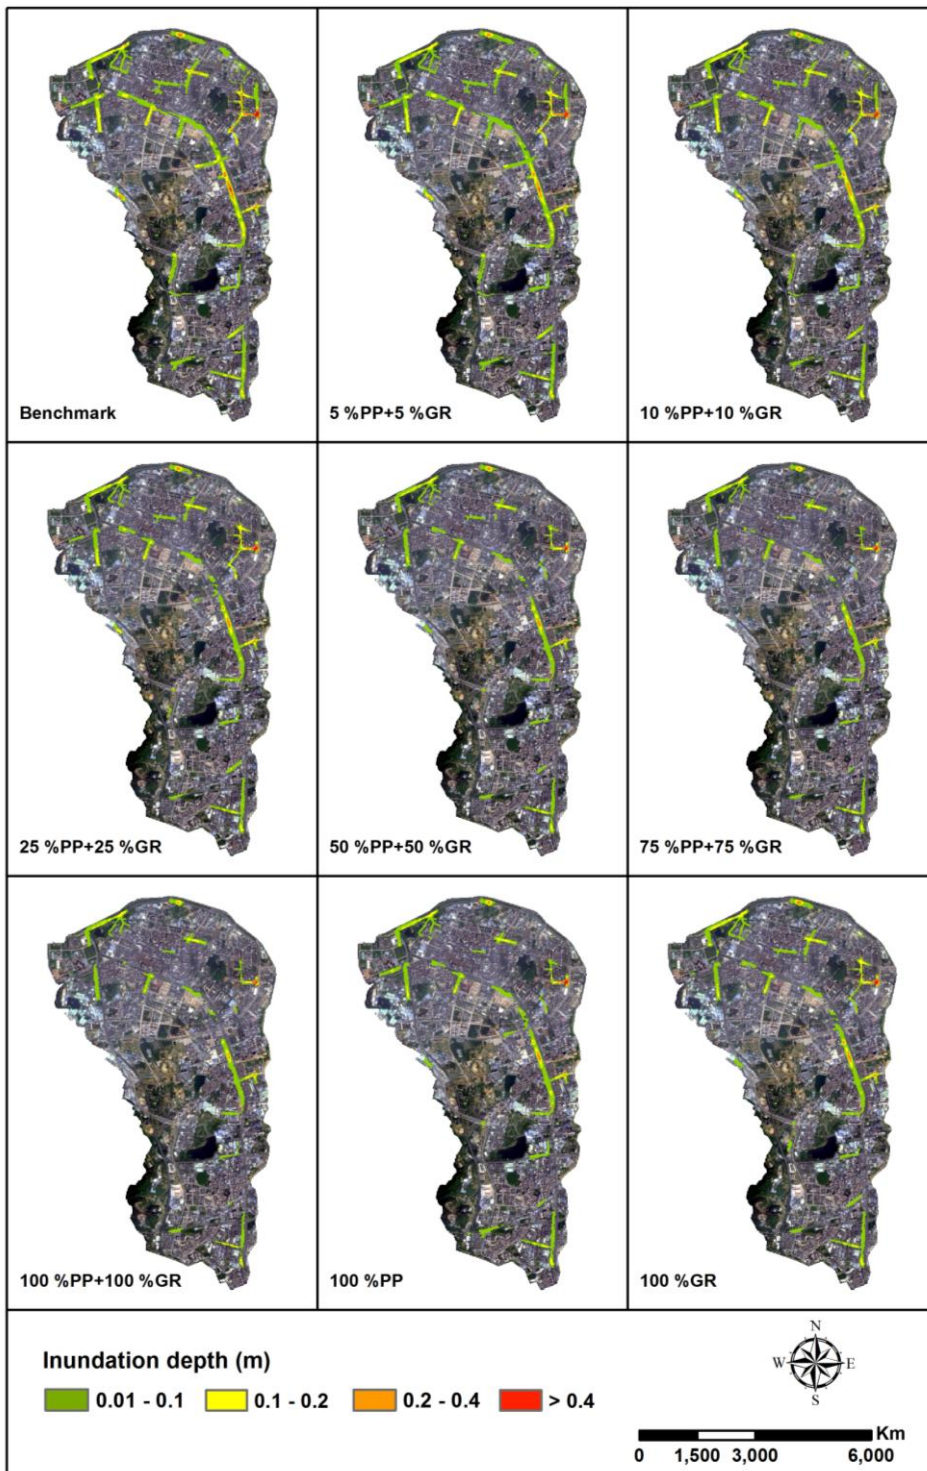 Benchmark
5 %PP+5 %GR
10 %PP+10 %GR
25 %PP+25 %GR
50 %PP+50 %GR
75 %PP+75 %GR
100 %PP+100 %GR
100 %PP
100 %GR
Inundation depth (m)
0.01 - 0.1
0.1 - 0.2
0.2 - 0.4
> 0.4
N
W
E
S
Km
0
1,500
3,000
6,000